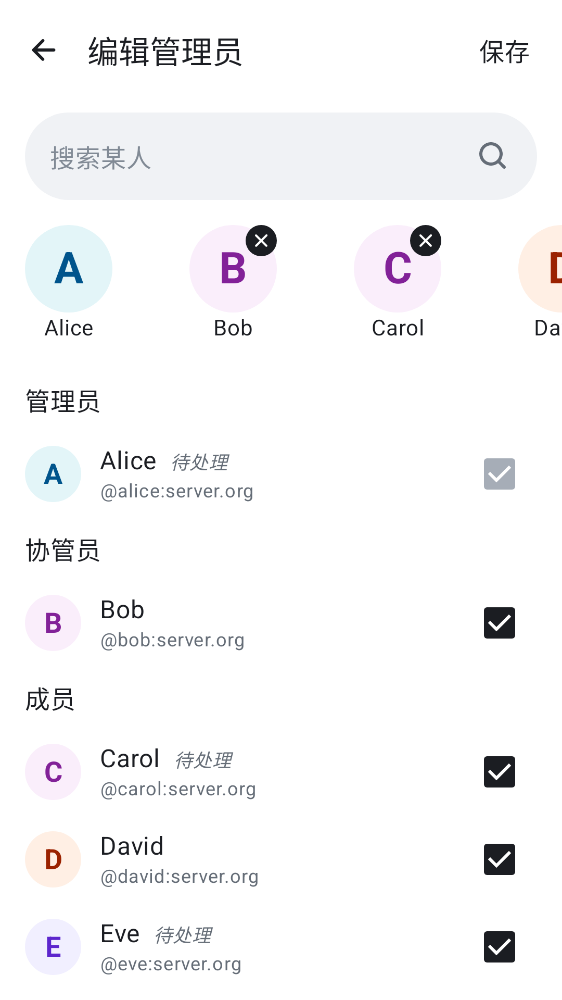 编辑管理员
保存
搜索某人
A
B
C
D
Alice
Bob
Carol
Da
管理员
A
Alice 待处理
@alice:server.org
协管员
B
Bob
@bob:server.org
成员
C
Carol 待处理
@carol:server.org
D
David
@david:server.org
E
Eve 待处理
@eve:server.org